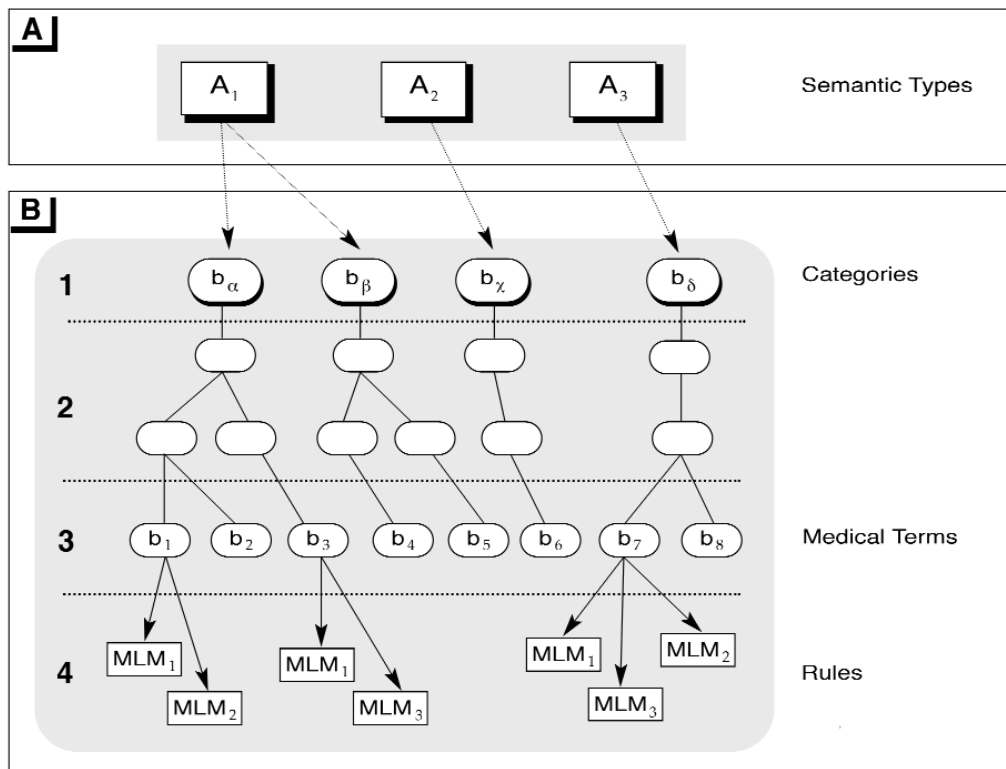 A
A₁ A₂ A₃ Semantic Types
B
1 bα bβ bχ bδ Categories
2
3 b₁ b₂ b₃ b₄ b₅ b₆ b₇ b₈ Medical Terms
4 MLM₁ MLM₁ MLM₁ MLM₂ Rules
MLM₂ MLM₃ MLM₃